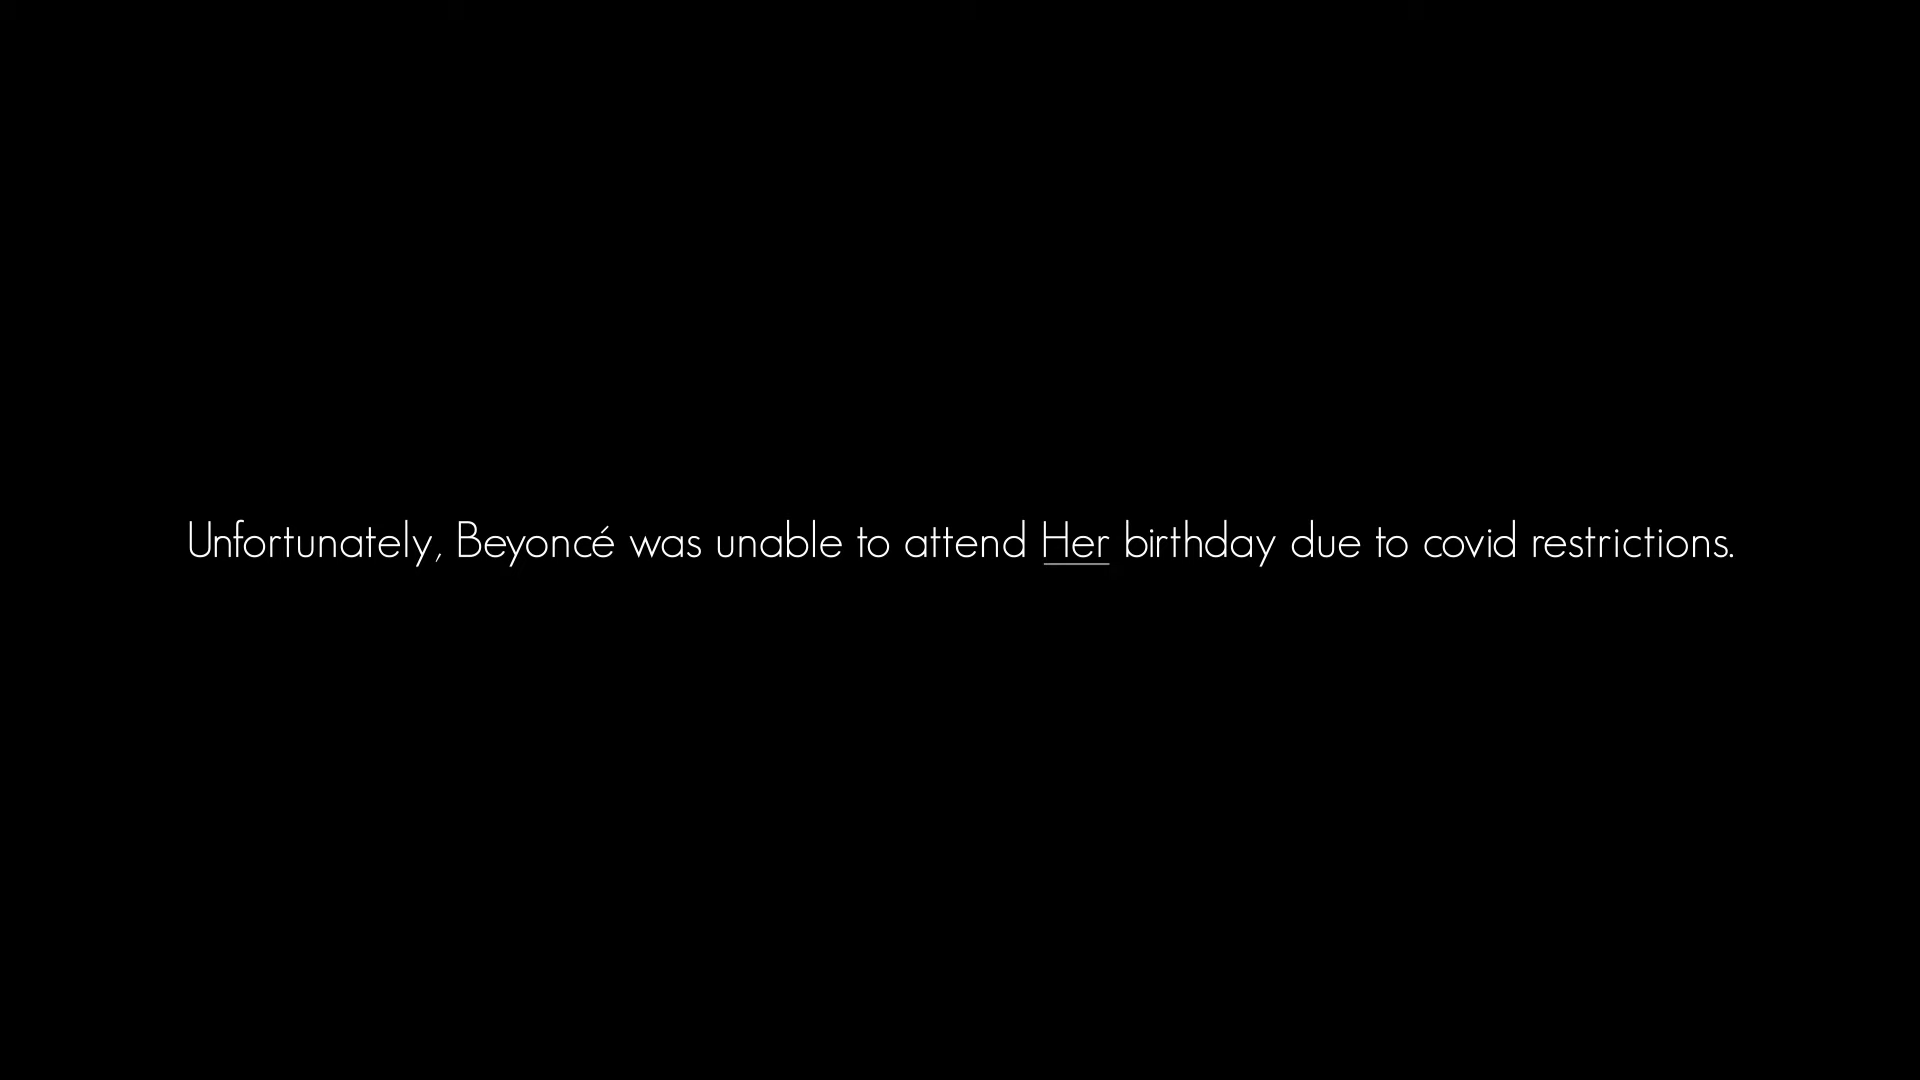 Unfortunately, Beyoncé was unable to attend Her birthday due to covid restrictions.